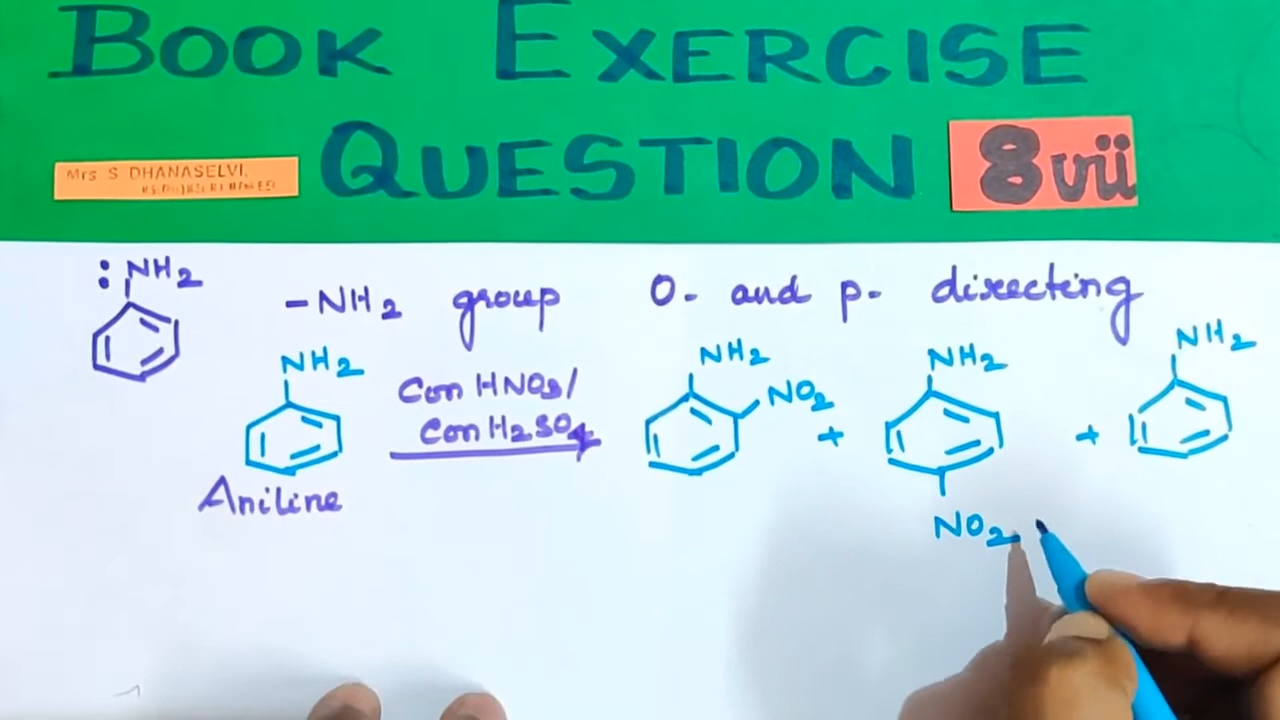 BOOK EXERCISE
QUESTION 8vii
Mrs S DHANASELVI,
:NH2
-NH2 group O- and p- directing
NH2
Con HNO3/
Con H2SO4
Aniline
NH2
NO2
+
NH2
NO2
+
NH2